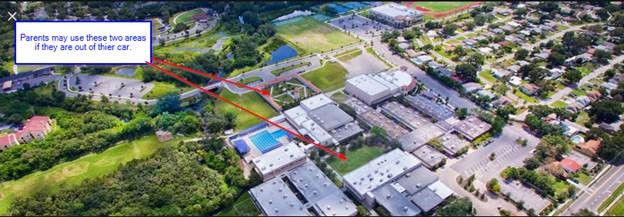 Parents may use these two areas
if they are out of thier car.